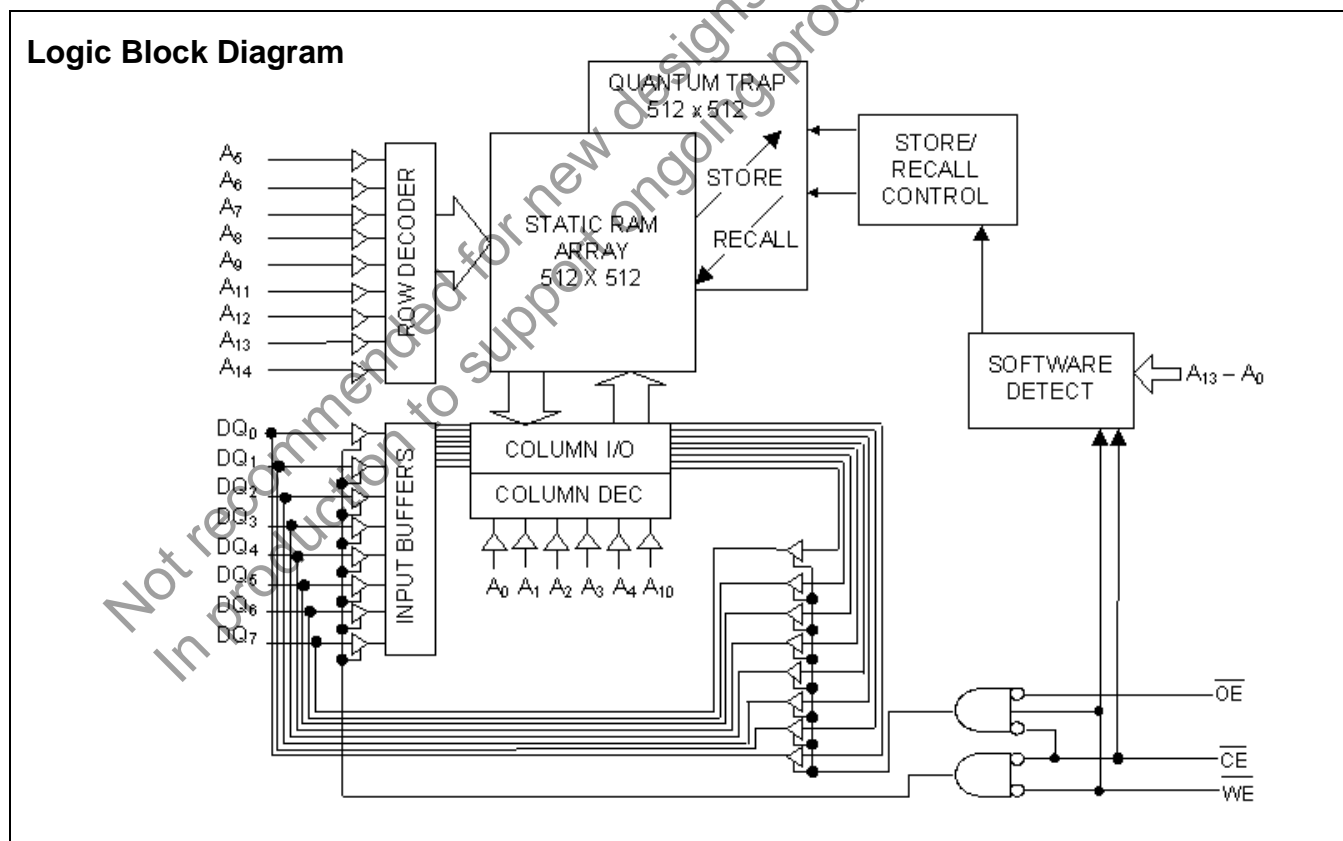 Logic Block Diagram
QUANTUM TRAP
512 x 512
STORE/
RECALL
CONTROL
STORE
RECALL
STATIC RAM
ARRAY
512 X 512
A5
A6
A7
A8
A9
A11
A12
A13
A14
ROW DECODER
SOFTWARE
DETECT
A13 – A0
DQ0
DQ1
DQ2
DQ3
DQ4
DQ5
DQ6
DQ7
INPUT BUFFERS
COLUMN I/O
COLUMN DEC
A0 A1 A2 A3 A4 A10
OE
CE
WE
Not recommended for new designs
In production to support ongoing